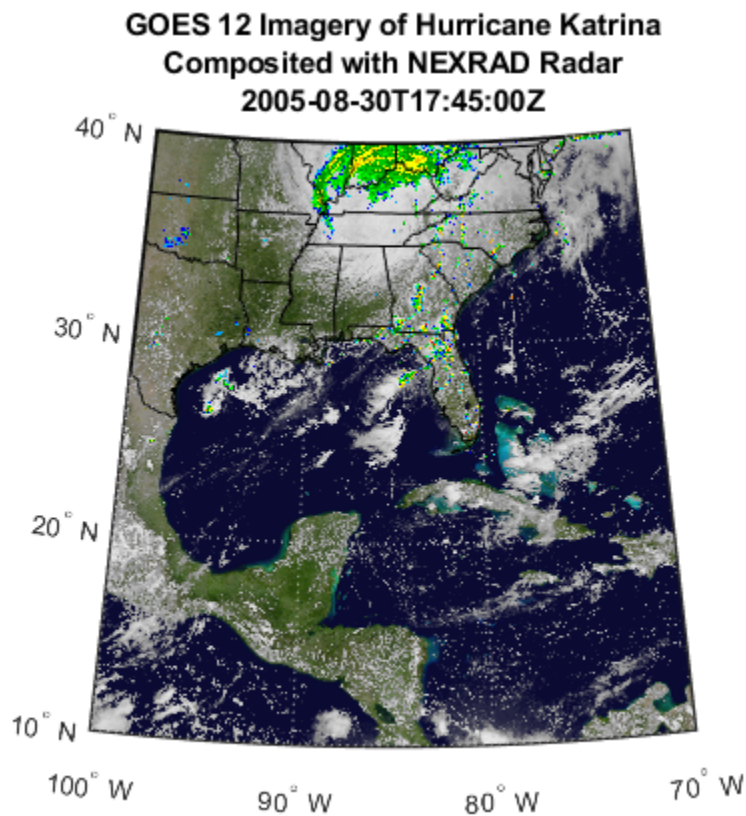 GOES 12 Imagery of Hurricane Katrina
Composited with NEXRAD Radar
2005-08-30T17:45:00Z
40° N
30° N
20° N
10° N
100° W
90° W
80° W
70° W